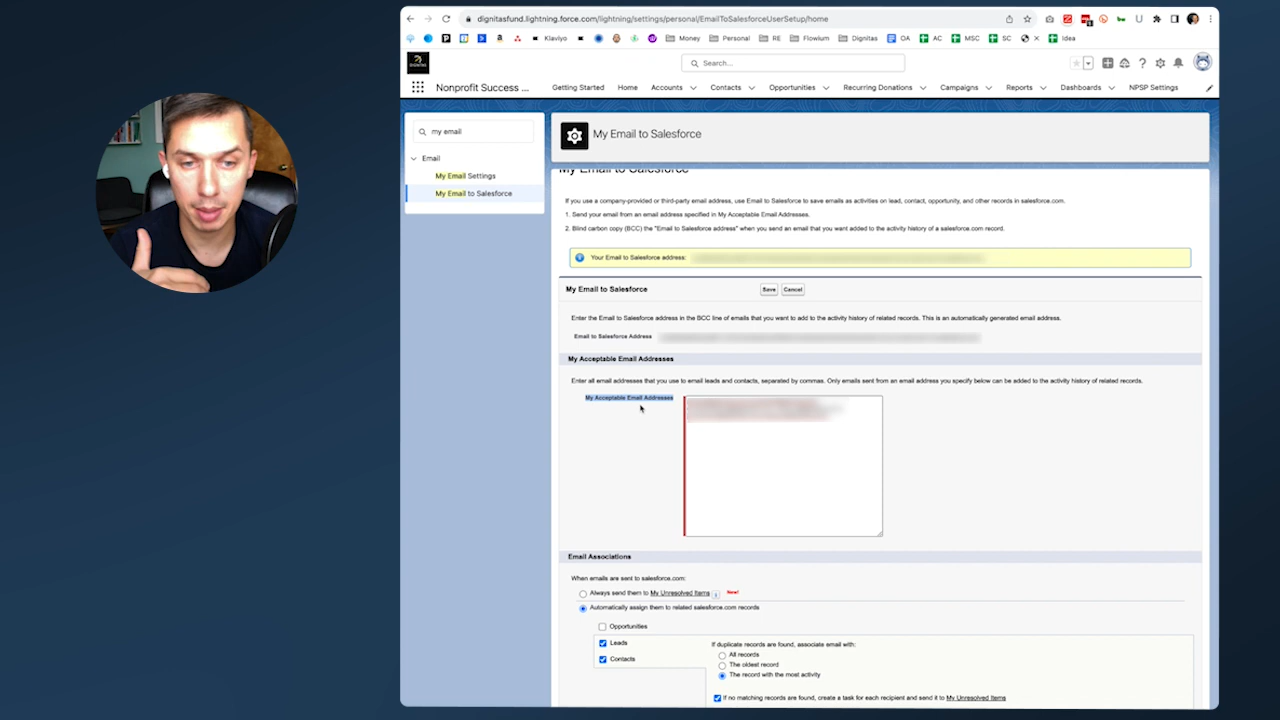 dignitasfund.lightning.force.com/lightning/settings/personal/EmailToSalesforceUserSetup/home
Klaviyo
Money
Personal
RE
Flowium
Dignitas
OA
AC
MSC
SC
Idea
Search...
Nonprofit Success ...
Getting Started
Home
Accounts
Contacts
Opportunities
Recurring Donations
Campaigns
Reports
Dashboards
NPSP Settings
my email
Email
My Email Settings
My Email to Salesforce
My Email to Salesforce
My Email to Salesforce
If you use a company-provided or third-party email address, use Email to Salesforce to save emails as activities on lead, contact, opportunity, and other records in salesforce.com.
1. Send your email from an email address specified in My Acceptable Email Addresses.
2. Blind carbon copy (BCC) the "Email to Salesforce address" when you send an email that you want added to the activity history of a salesforce.com record.
Your Email to Salesforce address:
My Email to Salesforce
Save
Cancel
Enter the Email to Salesforce address in the BCC line of emails that you want to add to the activity history of related records. This is an automatically generated email address.
Email to Salesforce Address
My Acceptable Email Addresses
Enter all email addresses that you use to email leads and contacts, separated by commas. Only emails sent from an email address you specify below can be added to the activity history of related records.
My Acceptable Email Addresses
Email Associations
When emails are sent to salesforce.com:
Always send them to My Unresolved Items New!
Automatically assign them to related salesforce.com records
Opportunities
Leads
Contacts
If duplicate records are found, associate email with:
All records
The oldest record
The record with the most activity
If no matching records are found, create a task for each recipient and send it to My Unresolved Items